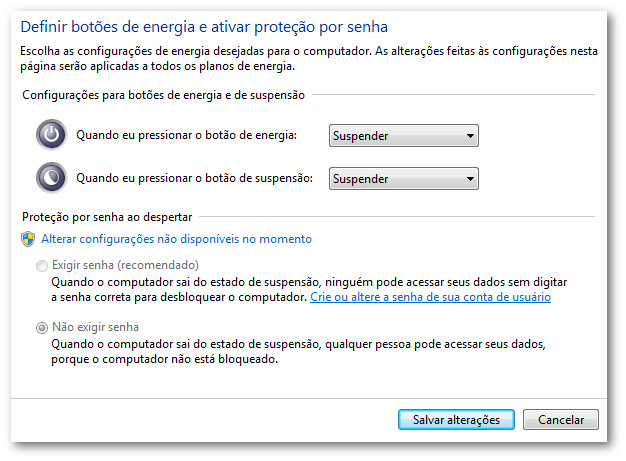 Definir botões de energia e ativar proteção por senha
Escolha as configurações de energia desejadas para o computador. As alterações feitas às configurações nesta
página serão aplicadas a todos os planos de energia.
Configurações para botões de energia e de suspensão
Quando eu pressionar o botão de energia: Suspender
Quando eu pressionar o botão de suspensão: Suspender
Proteção por senha ao despertar
Alterar configurações não disponíveis no momento
Exigir senha (recomendado)
Quando o computador sai do estado de suspensão, ninguém pode acessar seus dados sem digitar
a senha correta para desbloquear o computador. Crie ou altere a senha de sua conta de usuário
Não exigir senha
Quando o computador sai do estado de suspensão, qualquer pessoa pode acessar seus dados,
porque o computador não está bloqueado.
Salvar alterações Cancelar